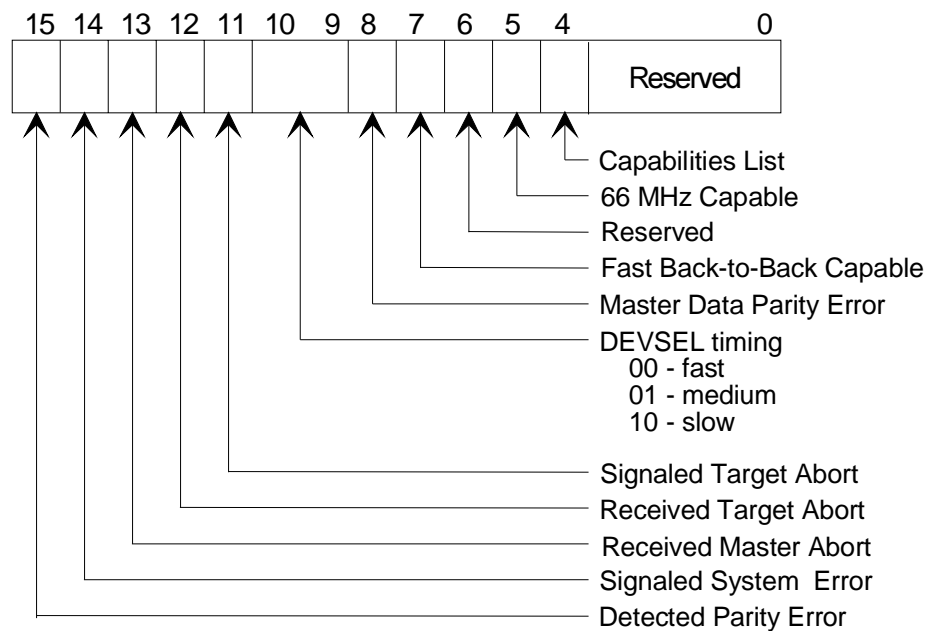 15 14 13 12 11 10 9 8 7 6 5 4 0
Reserved
Capabilities List
66 MHz Capable
Reserved
Fast Back-to-Back Capable
Master Data Parity Error
DEVSEL timing
00 - fast
01 - medium
10 - slow
Signaled Target Abort
Received Target Abort
Received Master Abort
Signaled System Error
Detected Parity Error